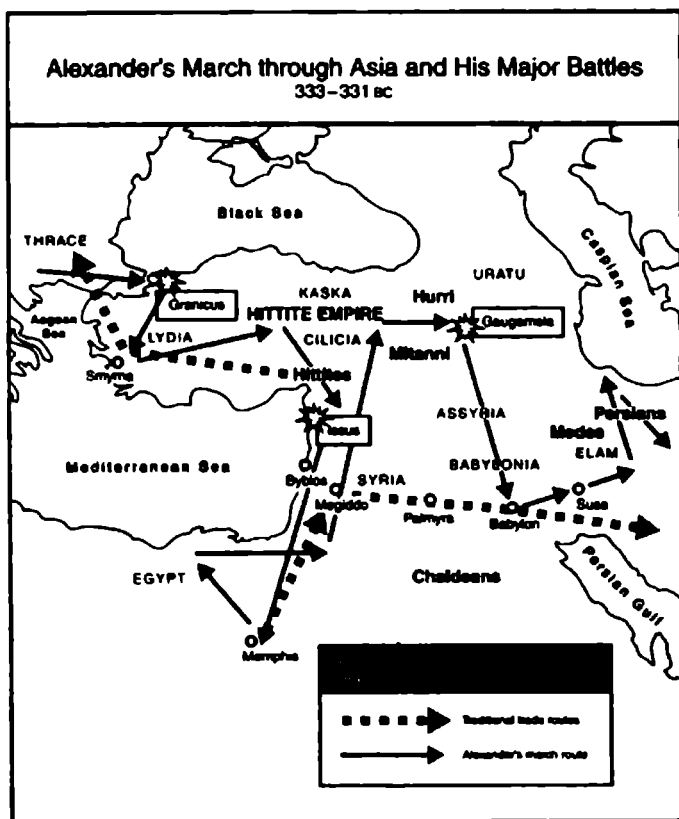 Alexander's March through Asia and His Major Battles
333–331 BC
Black Sea
Caspian Sea
THRACE
URATU
KASKA
Hurri
Granicus
HITTITE EMPIRE
Gaugamela
Aegean
Sea
LYDIA
CILICIA
Mitanni
Smyrna
Hittites
Persians
ASSYRIA
Issus
Medes
ELAM
Mediterranean Sea
Byblos
SYRIA
BABYLONIA
Megiddo
Palmyra
Babylon
Susa
EGYPT
Chaldeans
Persian Gulf
Memphis
Traditional trade routes
Alexander's march route